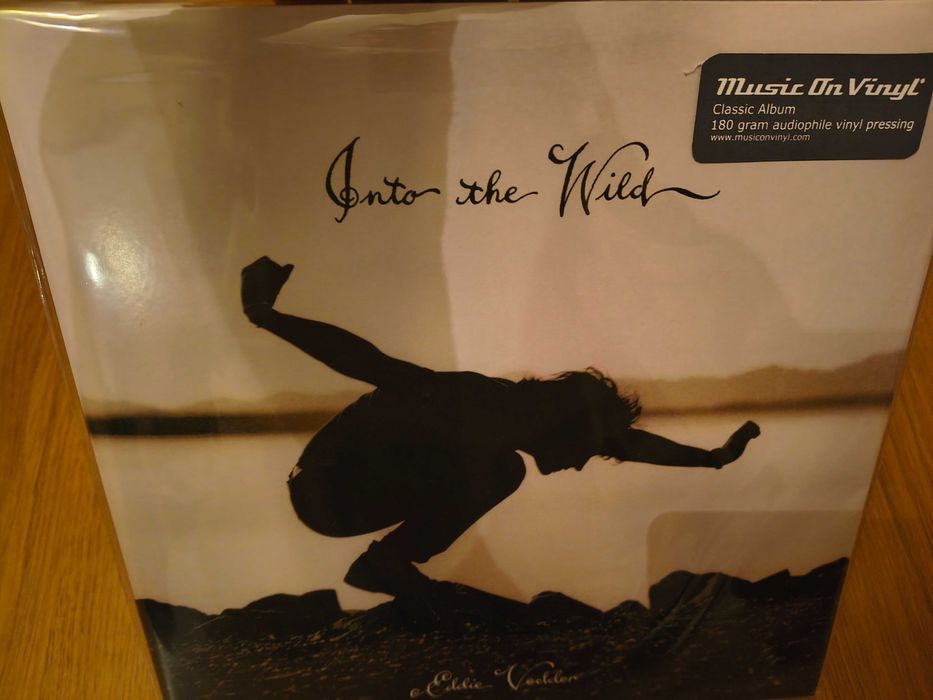 Music On Vinyl
Classic Album
180 gram audiophile vinyl pressing
www.musiconvinyl.com
Into the Wild
Eddie Vedder